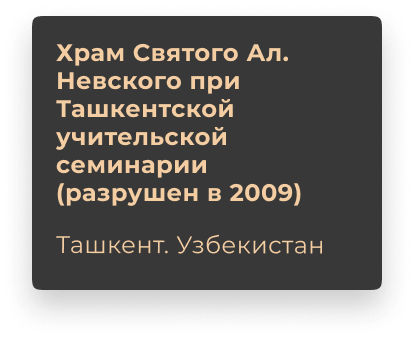 Храм Святого Ал.
Невского при
Ташкентской
учительской
семинарии
(разрушен в 2009)
Ташкент. Узбекистан